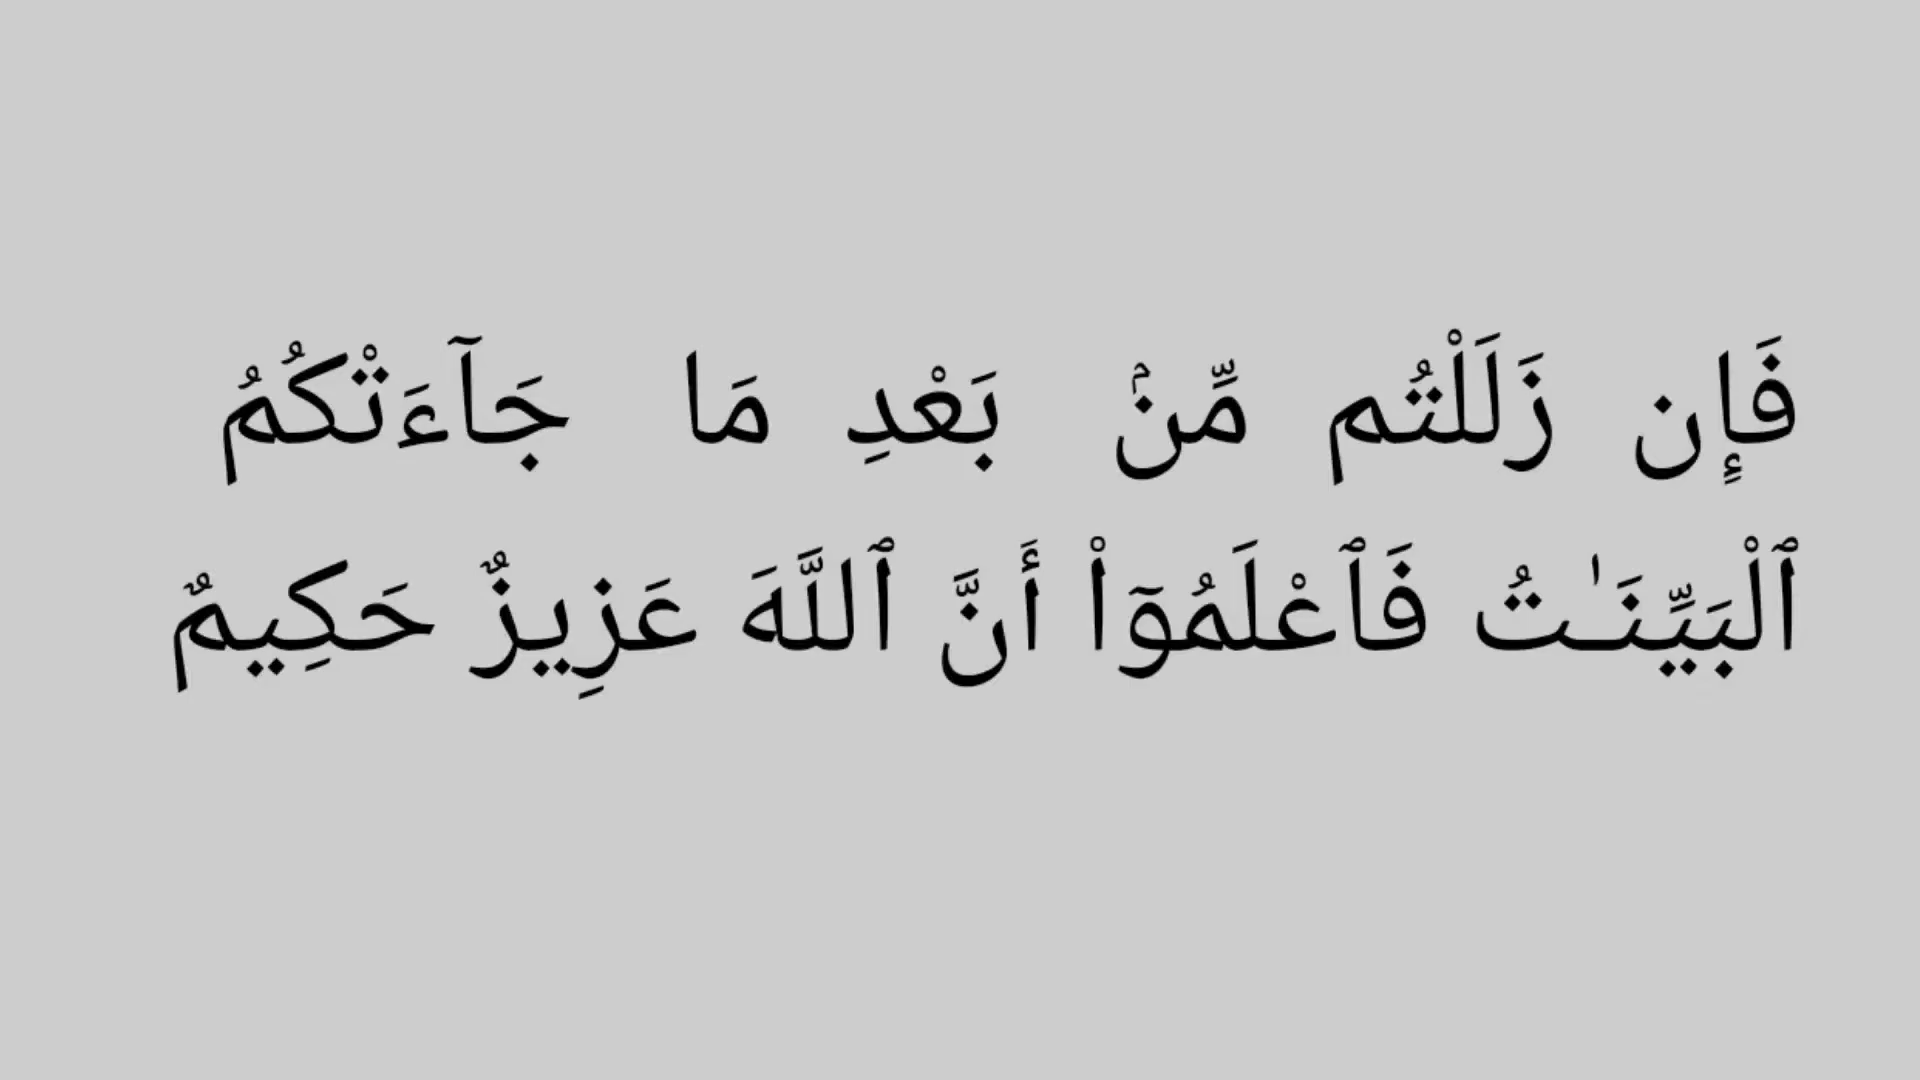 فَإِن زَلَلْتُم مِّنۢ بَعْدِ مَا جَآءَتْكُمُ
ٱلْبَيِّنَـٰتُ فَٱعْلَمُوٓا۟ أَنَّ ٱللَّهَ عَزِيزٌ حَكِيمٌ